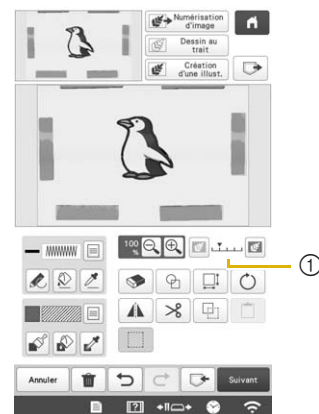 Numérisation
d'image
Dessin au
trait
Création
d'une illust.
100
%
①
Annuler
Suivant